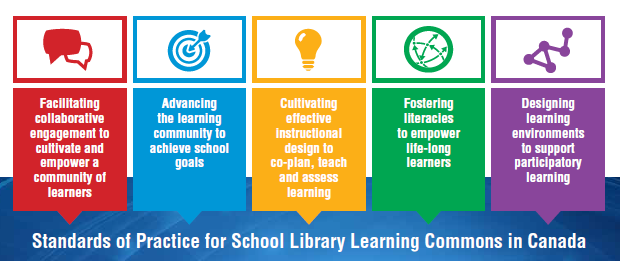 Facilitating
collaborative
engagement to
cultivate and
empower a
community of
learners
Advancing
the learning
community to
achieve school
goals
Cultivating
effective
instructional
design to
co-plan, teach
and assess
learning
Fostering
literacies
to empower
life-long
learners
Designing
learning
environments
to support
participatory
learning
Standards of Practice for School Library Learning Commons in Canada